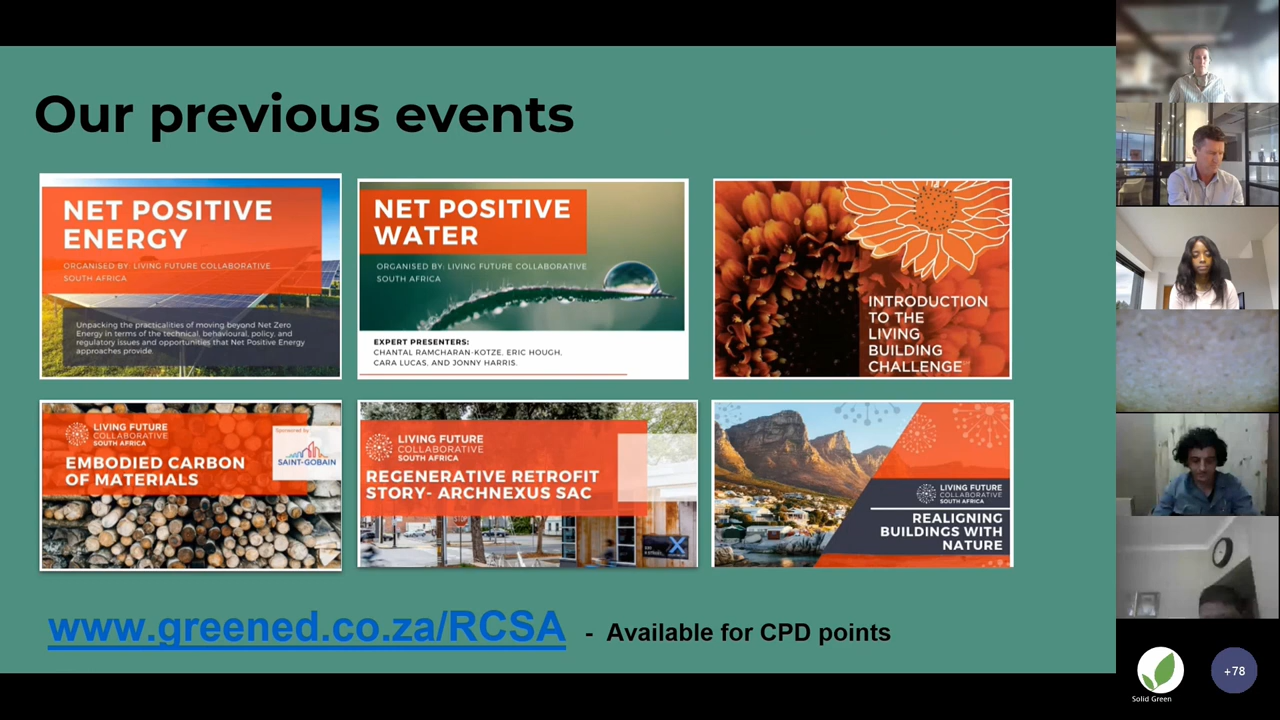 Our previous events
NET POSITIVE
ENERGY
ORGANISED BY: LIVING FUTURE COLLABORATIVE
SOUTH AFRICA
Unpacking the practicalities of moving beyond Net Zero
Energy in terms of the technical, behavioural, policy, and
regulatory issues and opportunities that Net Positive Energy
approaches provide.
NET POSITIVE
WATER
ORGANISED BY: LIVING FUTURE COLLABORATIVE
SOUTH AFRICA
EXPERT PRESENTERS:
CHANTAL RAMCHARAN-KOTZE, ERIC HOUGH,
CARA LUCAS, AND JONNY HARRIS.
INTRODUCTION
TO THE
LIVING
BUILDING
CHALLENGE
LIVING FUTURE
COLLABORATIVE
SOUTH AFRICA
EMBODIED CARBON
OF MATERIALS
Sponsored by
SAINT-GOBAIN
LIVING FUTURE
COLLABORATIVE
SOUTH AFRICA
REGENERATIVE RETROFIT
STORY- ARCHNEXUS SAC
LIVING FUTURE
COLLABORATIVE
SOUTH AFRICA
REALIGNING
BUILDINGS WITH
NATURE
www.greened.co.za/RCSA - Available for CPD points
Solid Green
+78